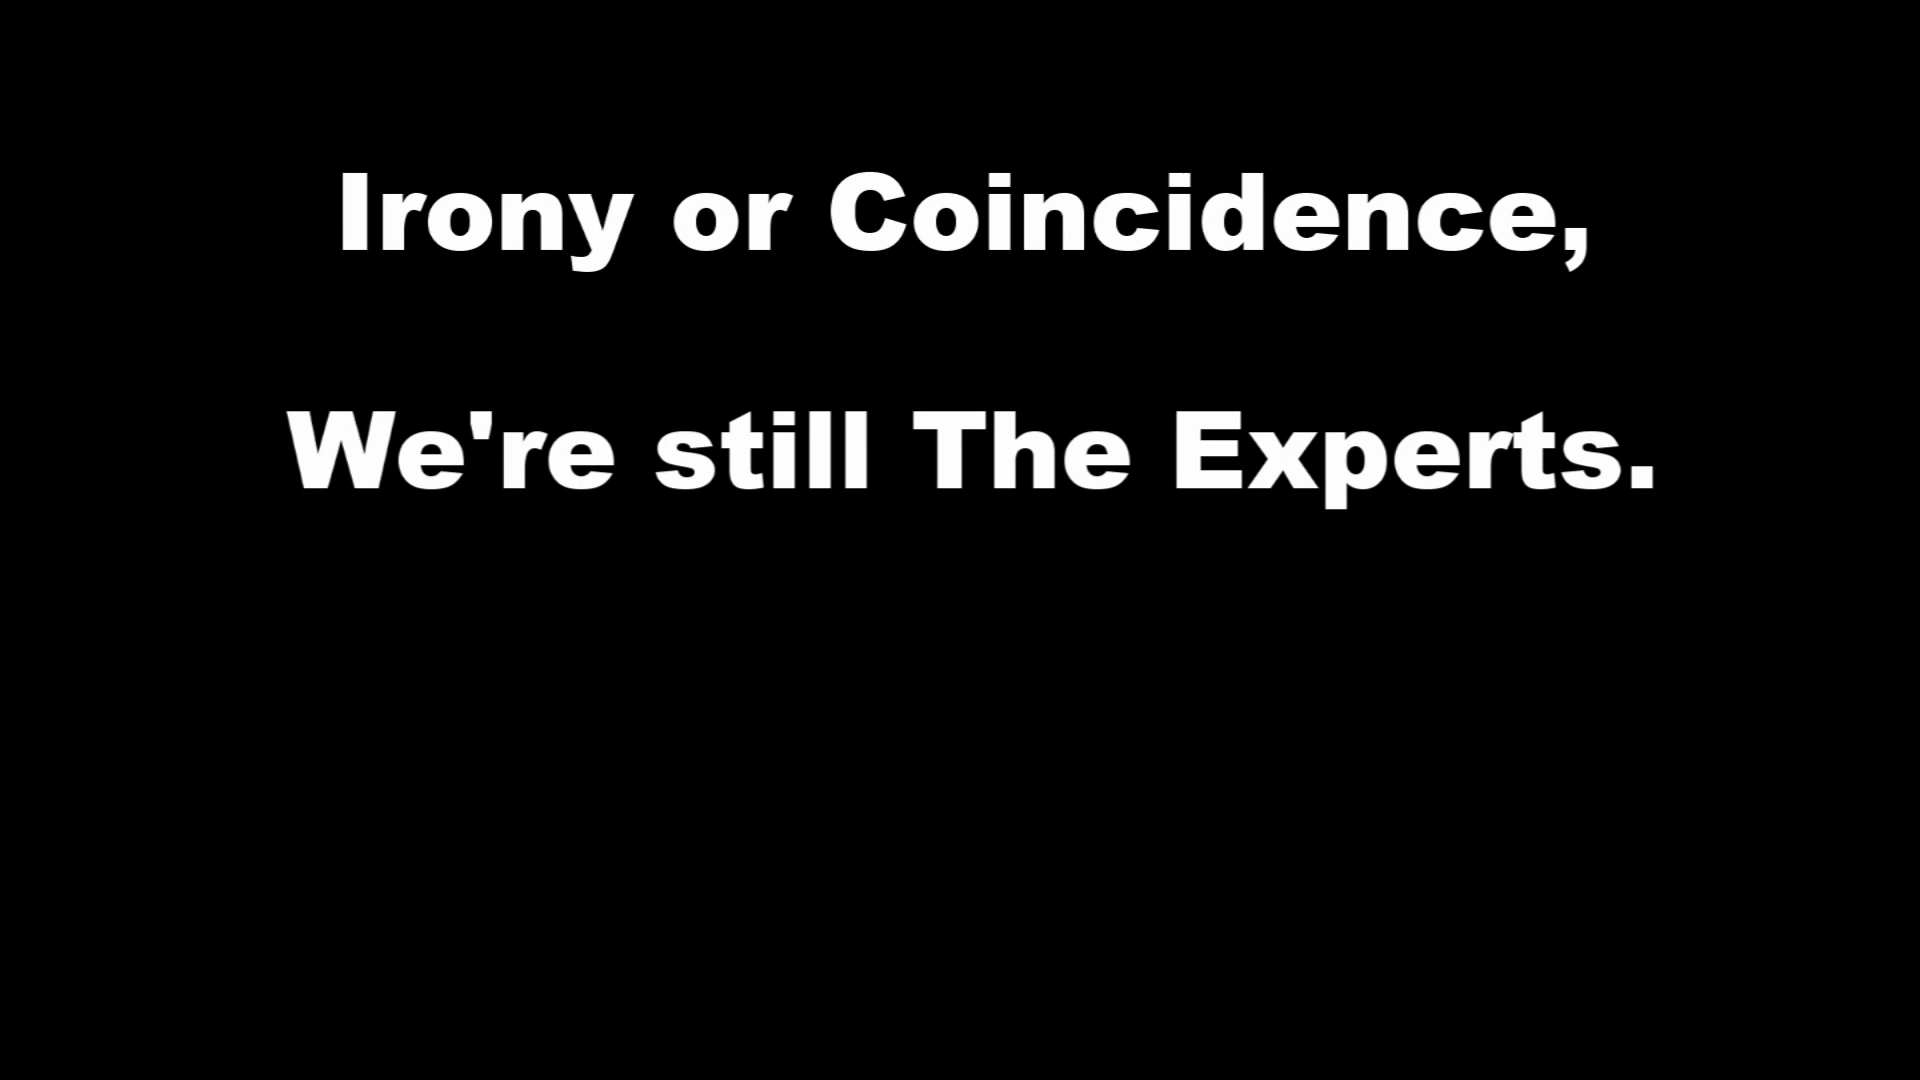 Irony or Coincidence,
We're still The Experts.